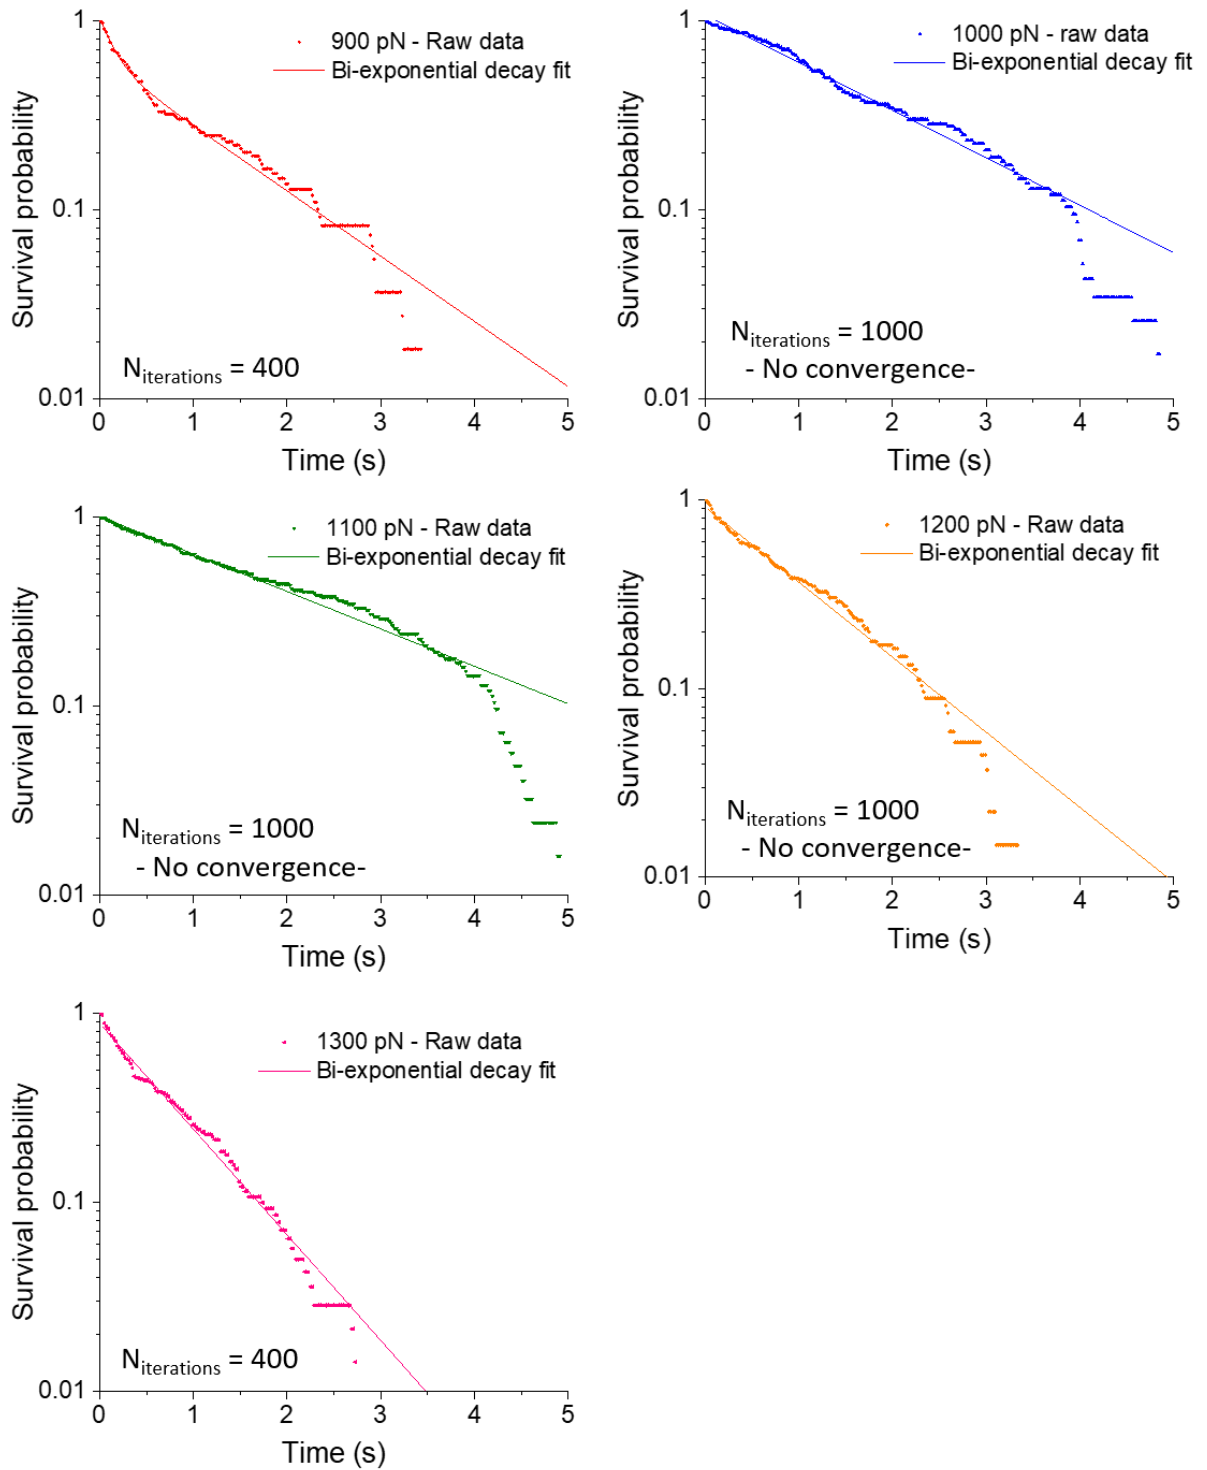 1
0.1
0.01
Survival probability
900 pN - Raw data
Bi-exponential decay fit
Niterations = 400
0 1 2 3 4 5
Time (s)
1
0.1
0.01
Survival probability
1000 pN - raw data
Bi-exponential decay fit
Niterations = 1000
- No convergence-
0 1 2 3 4 5
Time (s)
1
0.1
0.01
Survival probability
1100 pN - Raw data
Bi-exponential decay fit
Niterations = 1000
- No convergence-
0 1 2 3 4 5
Time (s)
1
0.1
0.01
Survival probability
1200 pN - Raw data
Bi-exponential decay fit
Niterations = 1000
- No convergence-
0 1 2 3 4 5
Time (s)
1
0.1
0.01
Survival probability
1300 pN - Raw data
Bi-exponential decay fit
Niterations = 400
0 1 2 3 4 5
Time (s)